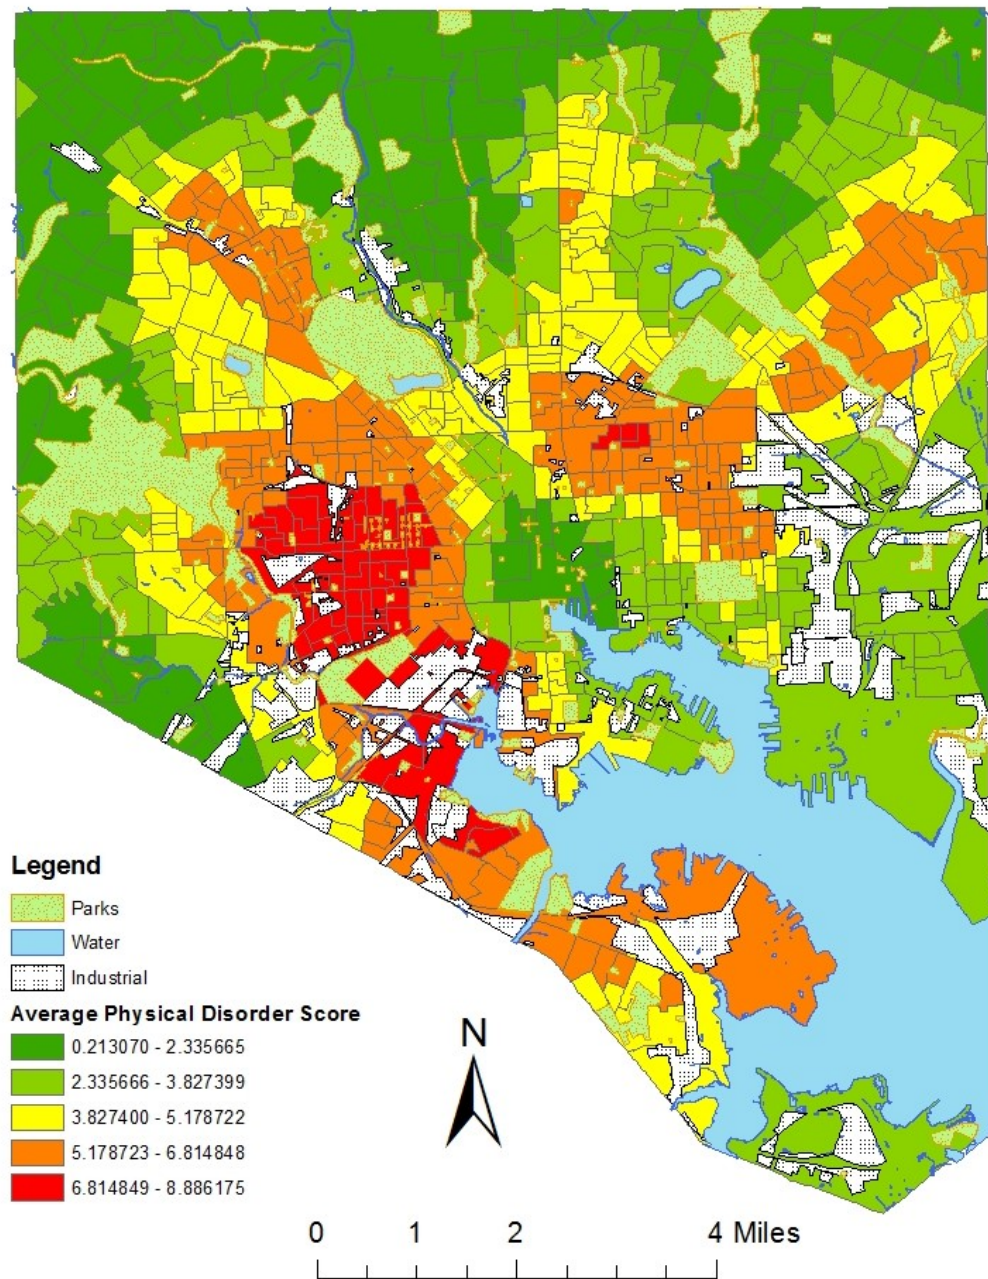 Legend
Parks
Water
Industrial
Average Physical Disorder Score
0.213070 - 2.335665
2.335666 - 3.827399
3.827400 - 5.178722
5.178723 - 6.814848
6.814849 - 8.886175
N
0 1 2 4 Miles